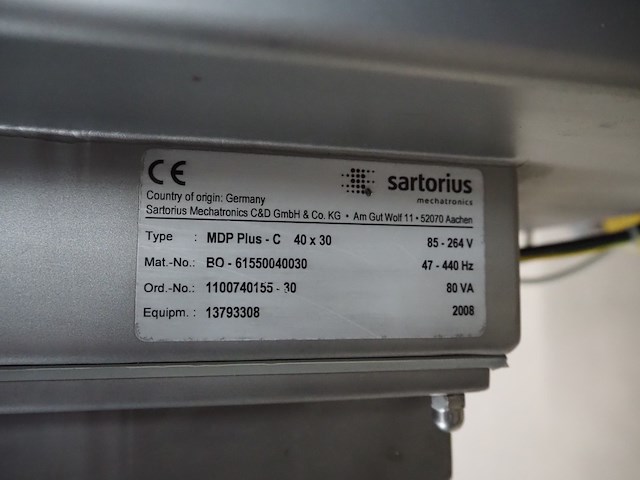 CE
sartorius
mechatronics
Country of origin: Germany
Sartorius Mechatronics C&D GmbH & Co. KG • Am Gut Wolf 11 • 52070 Aachen
Type : MDP Plus - C 40 x 30 85 - 264 V
Mat.-No.: BO - 61550040030 47 - 440 Hz
Ord.-No.: 1100740155 - 30 80 VA
Equipm. : 13793308 2008